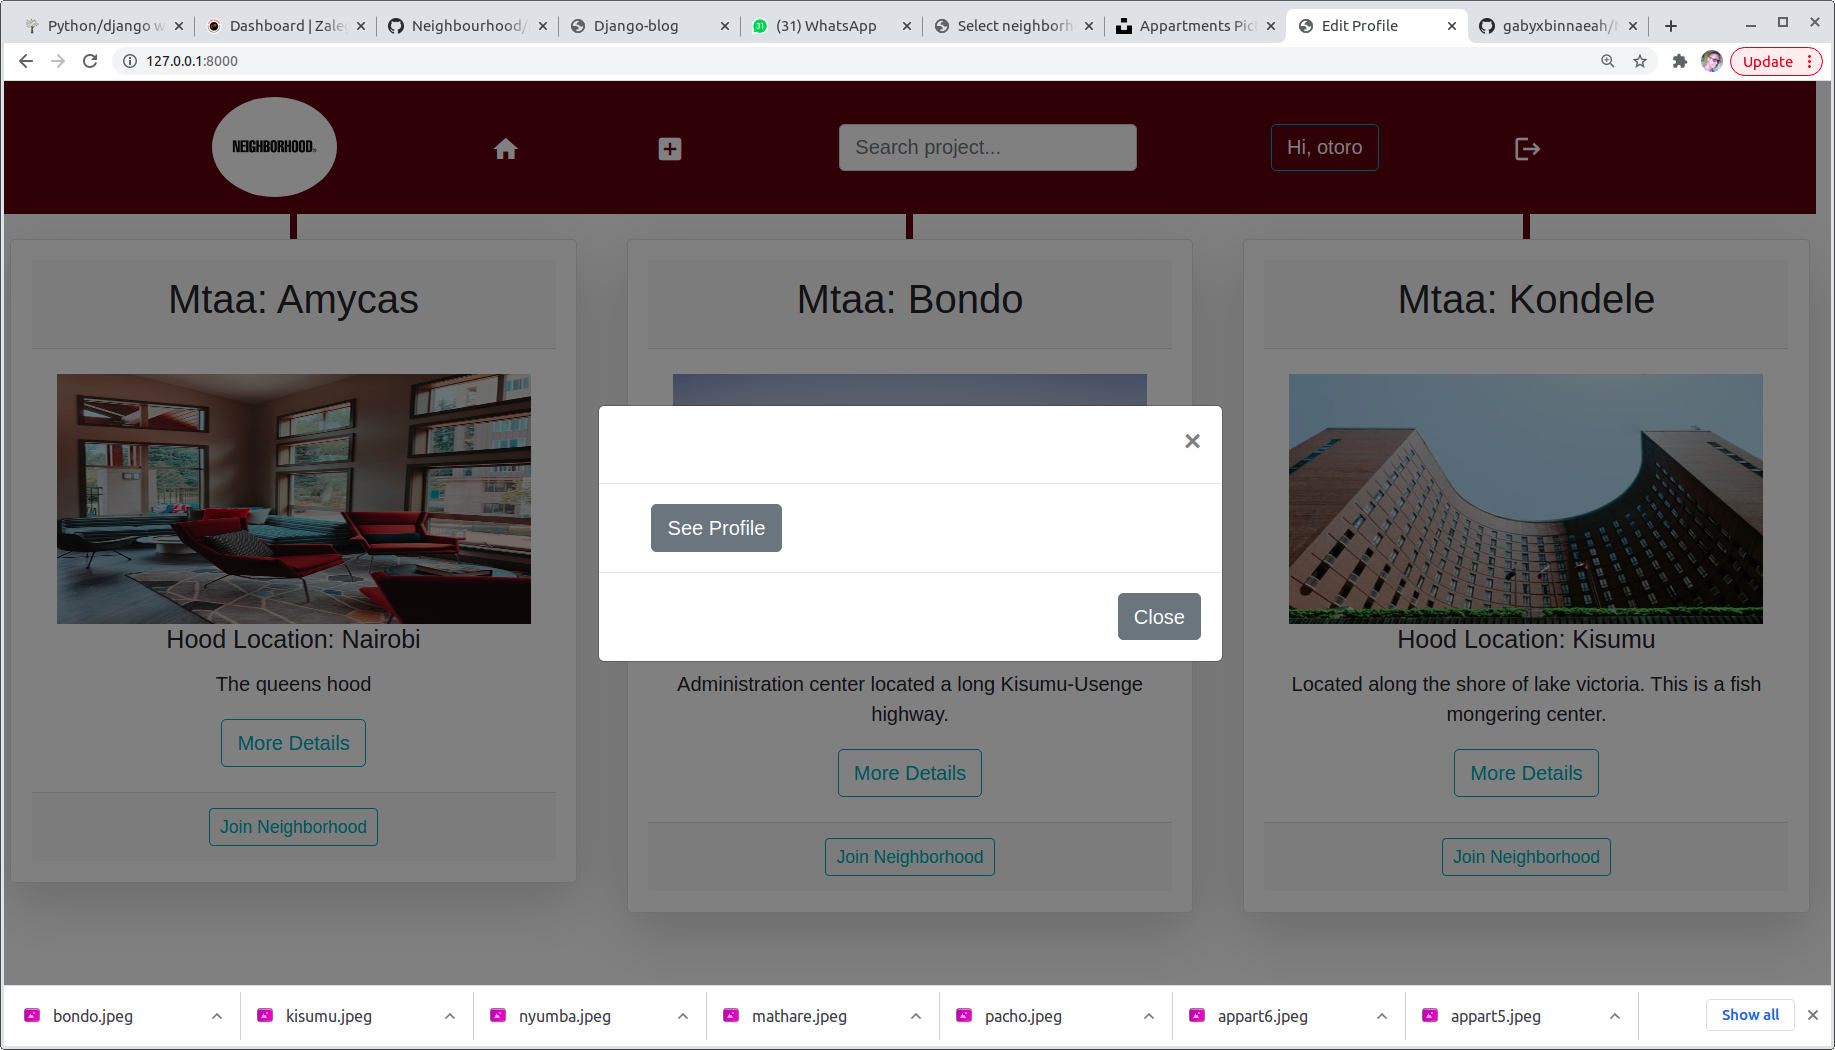 Python/django w
Dashboard | Zaleg
Neighbourhood/
Django-blog
(31) WhatsApp
Select neighborh
Appartments Pic
Edit Profile
gabyxbinnaeah/
127.0.0.1:8000
Update
NEIGHBORHOOD
Search project...
Hi, otoro
Mtaa: Amycas
Mtaa: Bondo
Mtaa: Kondele
See Profile
Close
Hood Location: Nairobi
The queens hood
More Details
Join Neighborhood
Administration center located a long Kisumu-Usenge
highway.
More Details
Join Neighborhood
Hood Location: Kisumu
Located along the shore of lake victoria. This is a fish
mongering center.
More Details
Join Neighborhood
bondo.jpeg
kisumu.jpeg
nyumba.jpeg
mathare.jpeg
pacho.jpeg
appart6.jpeg
appart5.jpeg
Show all